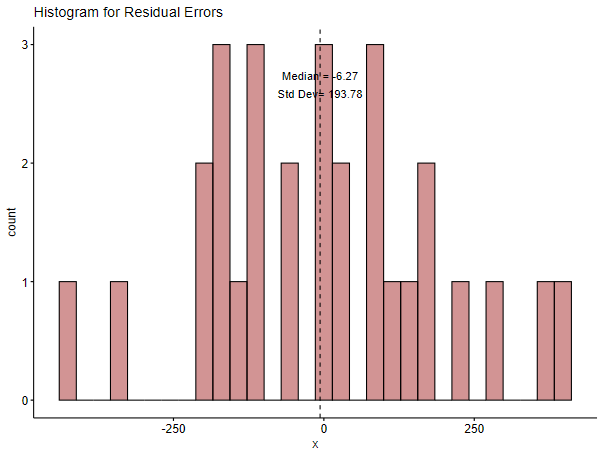 Histogram for Residual Errors
3
Median = -6.27
Std Dev= 193.78
2
count
1
0
-250 0 250
x